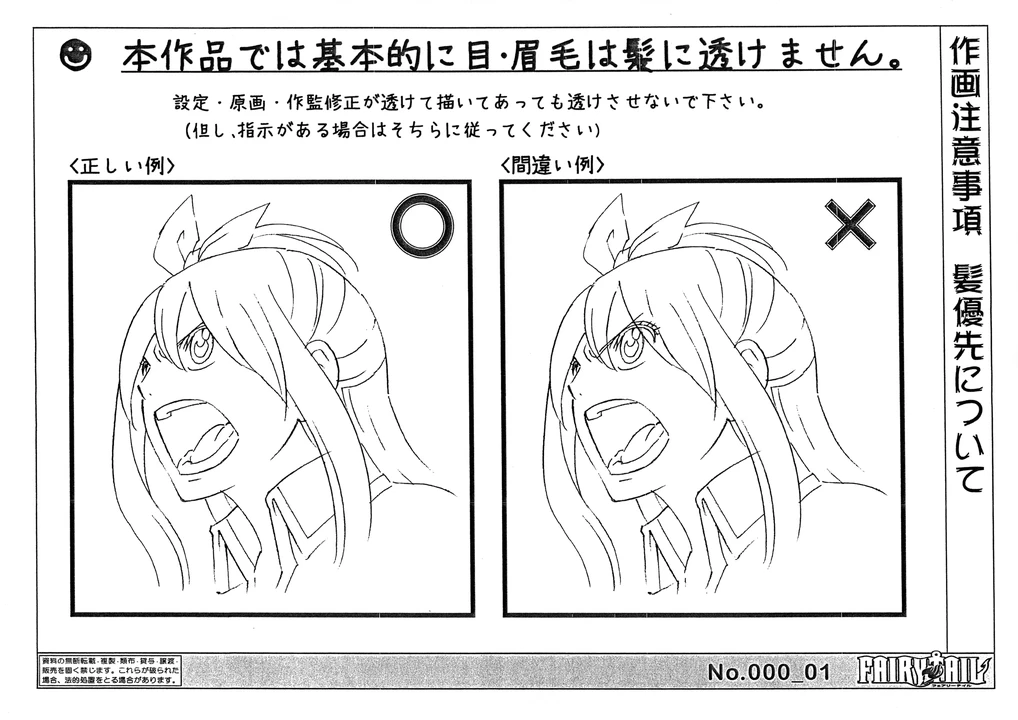 本作品では基本的に目・眉毛は髪に透けません。
設定・原画・作監修正が透けて描いてあっても透けさせないで下さい。
(但し、指示がある場合はそちらに従ってください)
〈正しい例〉
〈間違い例〉
作画注意事項　髪優先について
資料の無断転載・複製・類布・貸与・譲渡・
販売を固く禁じます。これらが破られた
場合、法的処置をとる場合があります。
No.000_01
FAIRY TAIL
フェアリーテイル